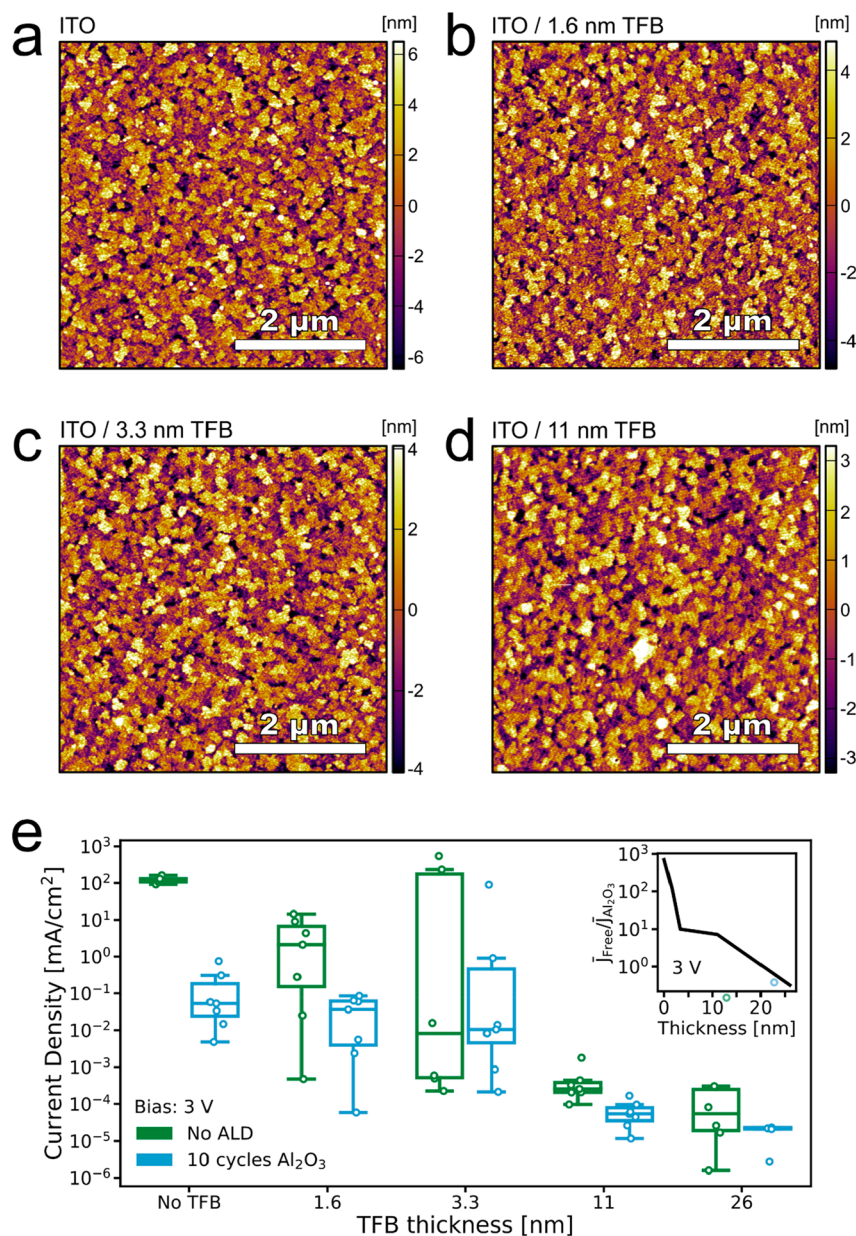 a ITO [nm]
6
4
2
0
-2
-4
-6
2 μm
b ITO / 1.6 nm TFB [nm]
4
2
0
-2
-4
2 μm
c ITO / 3.3 nm TFB [nm]
4
2
0
-2
-4
2 μm
d ITO / 11 nm TFB [nm]
3
2
1
0
-1
-2
-3
2 μm
e
Current Density [mA/cm²]
10³
10²
10¹
10⁰
10⁻¹
10⁻²
10⁻³
10⁻⁴
10⁻⁵
10⁻⁶
Bias: 3 V
No ALD
10 cycles Al₂O₃
No TFB 1.6 3.3 11 26
TFB thickness [nm]
J̄Free/J̄Al₂O₃
10³
10²
10¹
10⁰
3 V
0 10 20
Thickness [nm]